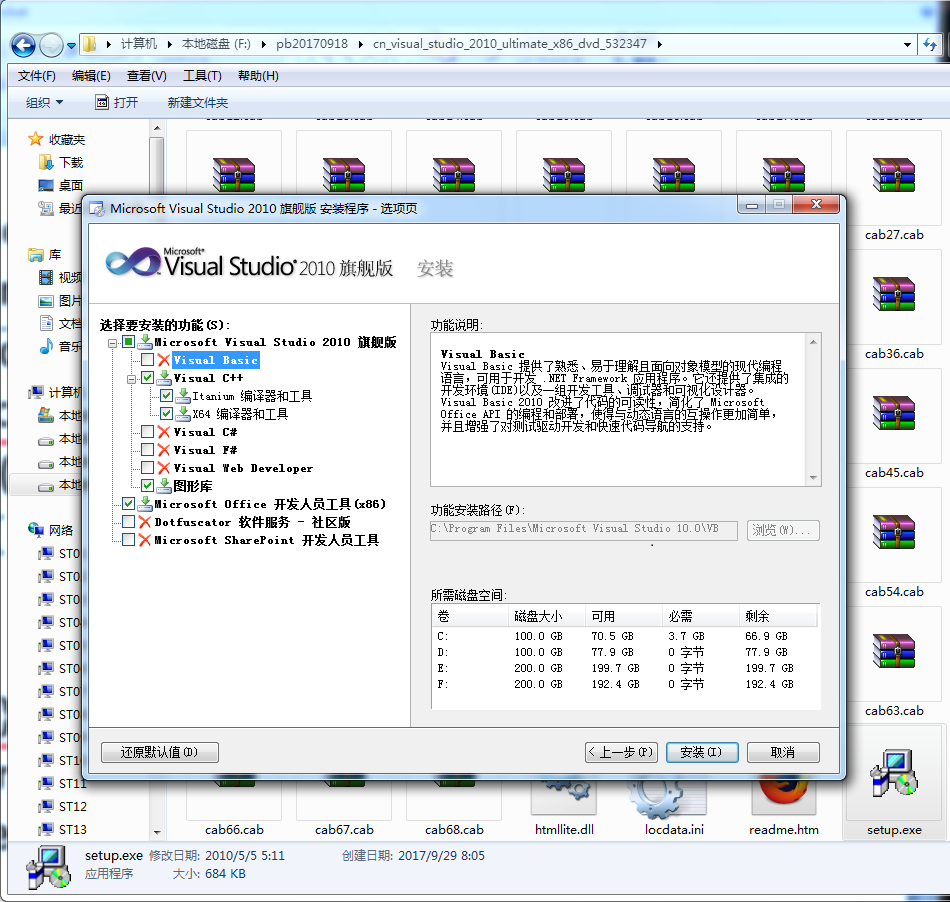 计算机 本地磁盘 (F:) pb20170918 cn_visual_studio_2010_ultimate_x86_dvd_532347
文件(F) 编辑(E) 查看(V) 工具(T) 帮助(H)
组织 打开 新建文件夹
收藏夹
下载
桌面
最近
库
视频
图片
文档
音乐
计算机
本地
本地
本地
本地
网络
ST0
ST0
ST0
ST0
ST0
ST0
ST0
ST0
ST0
ST1
ST11
ST12
ST13
cab27.cab
cab36.cab
cab45.cab
cab54.cab
cab63.cab
Microsoft Visual Studio 2010 旗舰版 安装程序 - 选项页
Microsoft®
Visual Studio® 2010 旗舰版 安装
选择要安装的功能(S):
Microsoft Visual Studio 2010 旗舰版
Visual Basic
Visual C++
Itanium 编译器和工具
X64 编译器和工具
Visual C#
Visual F#
Visual Web Developer
图形库
Microsoft Office 开发人员工具(x86)
Dotfuscator 软件服务 - 社区版
Microsoft SharePoint 开发人员工具
功能说明:
Visual Basic
Visual Basic 提供了熟悉、易于理解且面向对象模型的现代编程
语言，可用于开发 .NET Framework 应用程序。它还提供了集成的
开发环境(IDE)以及一组开发工具、调试器和可视化设计器。
Visual Basic 2010 改进了代码的可读性，简化了 Microsoft
Office API 的编程和部署，使得与动态语言的互操作更加简单，
并且增强了对测试驱动开发和快速代码导航的支持。
功能安装路径(F):
C:\Program Files\Microsoft Visual Studio 10.0\VB
浏览(W)...
所需磁盘空间:
卷 磁盘大小 可用 必需 剩余
C: 100.0 GB 70.5 GB 3.7 GB 66.9 GB
D: 100.0 GB 77.9 GB 0 字节 77.9 GB
E: 200.0 GB 199.7 GB 0 字节 199.7 GB
F: 200.0 GB 192.4 GB 0 字节 192.4 GB
还原默认值(D) < 上一步(P) 安装(I) 取消
cab66.cab cab67.cab cab68.cab htmllite.dll locdata.ini readme.htm setup.exe
setup.exe 修改日期: 2010/5/5 5:11 创建日期: 2017/9/29 8:05
应用程序 大小: 684 KB